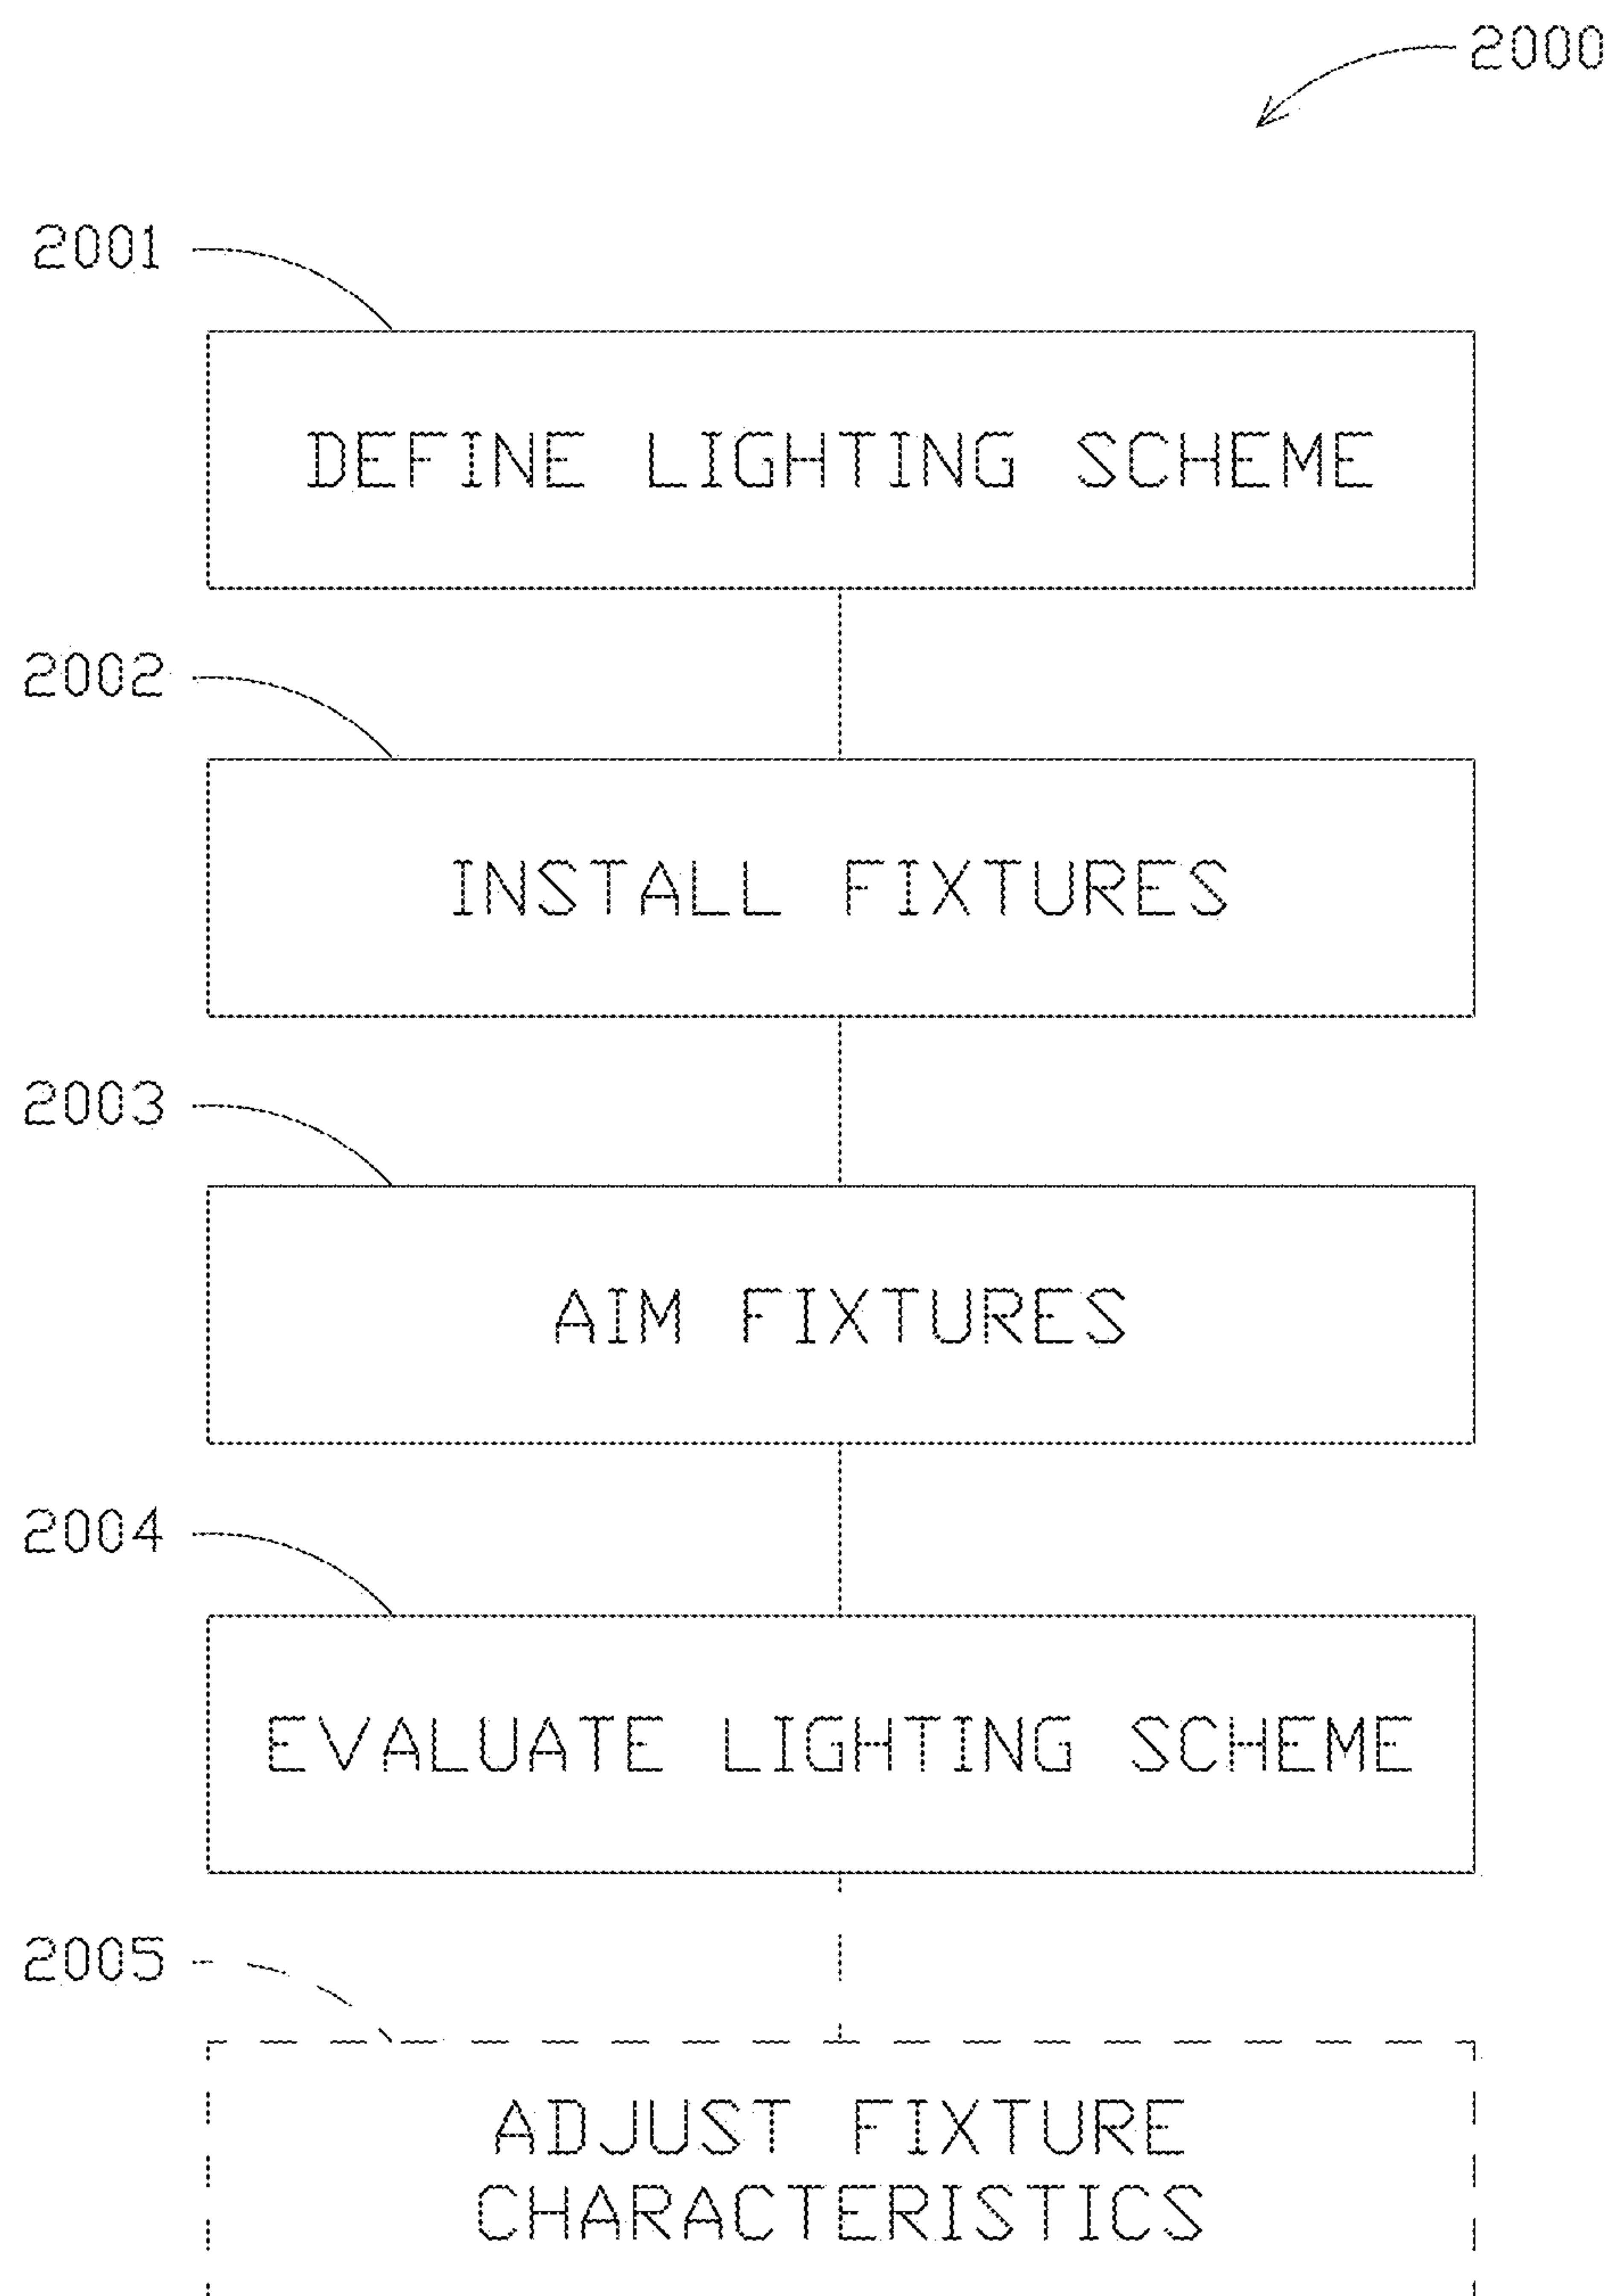 2000
2001
DEFINE LIGHTING SCHEME
2002
INSTALL FIXTURES
2003
AIM FIXTURES
2004
EVALUATE LIGHTING SCHEME
2005
ADJUST FIXTURE
CHARACTERISTICS